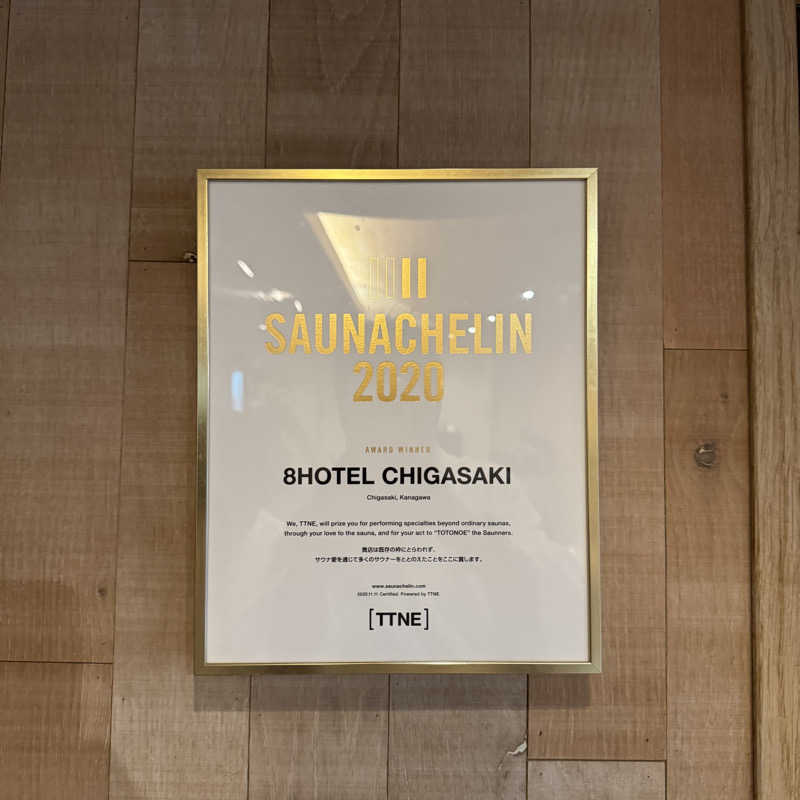 SAUNACHELIN
2020
AWARD WINNER
8HOTEL CHIGASAKI
Chigasaki, Kanagawa
We, TTNE, will prize you for performing specialties beyond ordinary saunas,
through your love to the sauna, and for your act to "TOTONOE" the Saunners.
貴店は既存の枠にとらわれず、
サウナ愛を通じて多くのサウナーをととのえたことをここに賞します。
www.saunachelin.com
2020.11.11 Certified. Powered by TTNE.
[TTNE]